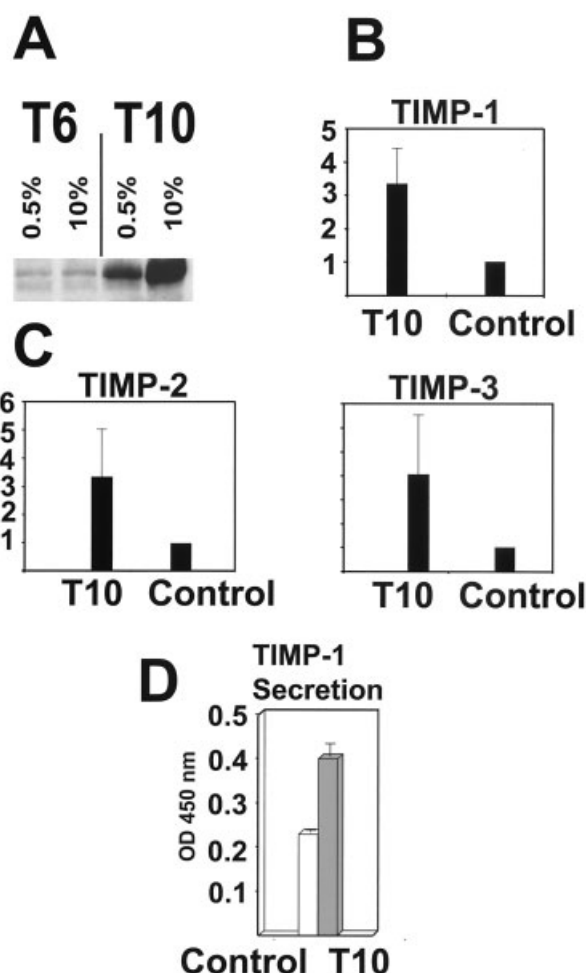 A
T6 T10
0.5% 10% 0.5% 10%
B
TIMP-1
5
4
3
2
1
T10 Control
C
TIMP-2
6
5
4
3
2
1
T10 Control
TIMP-3
T10 Control
D
TIMP-1
Secretion
OD 450 nm
0.5
0.4
0.3
0.2
0.1
Control T10